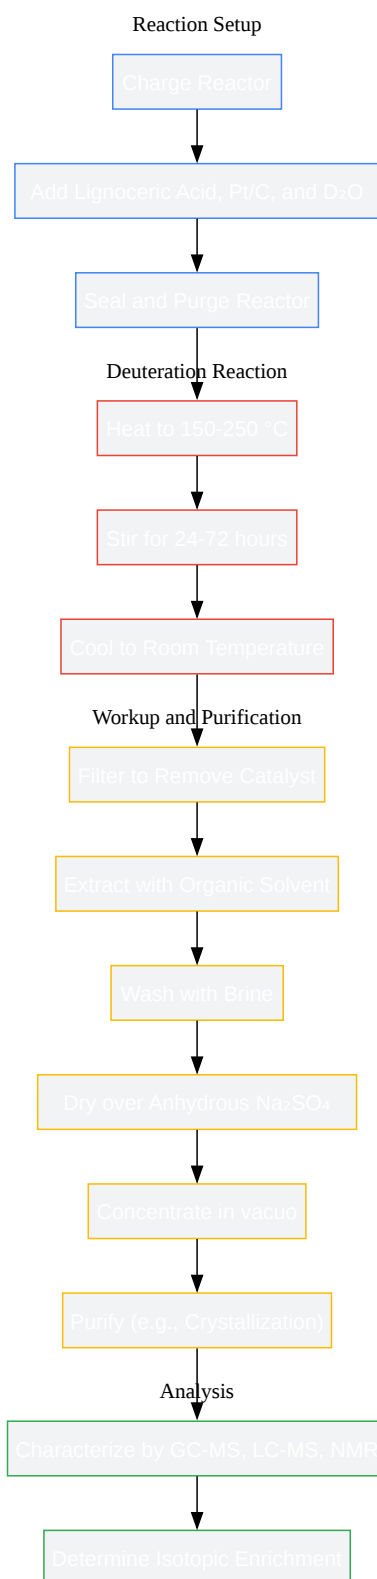 Reaction Setup
Charge Reactor
Add Lignoceric Acid, Pt/C, and D₂O
Seal and Purge Reactor
Deuteration Reaction
Heat to 150-250 °C
Stir for 24-72 hours
Cool to Room Temperature
Workup and Purification
Filter to Remove Catalyst
Extract with Organic Solvent
Wash with Brine
Dry over Anhydrous Na₂SO₄
Concentrate in vacuo
Purify (e.g., Crystallization)
Analysis
Characterize by GC-MS, LC-MS, NMR
Determine Isotopic Enrichment